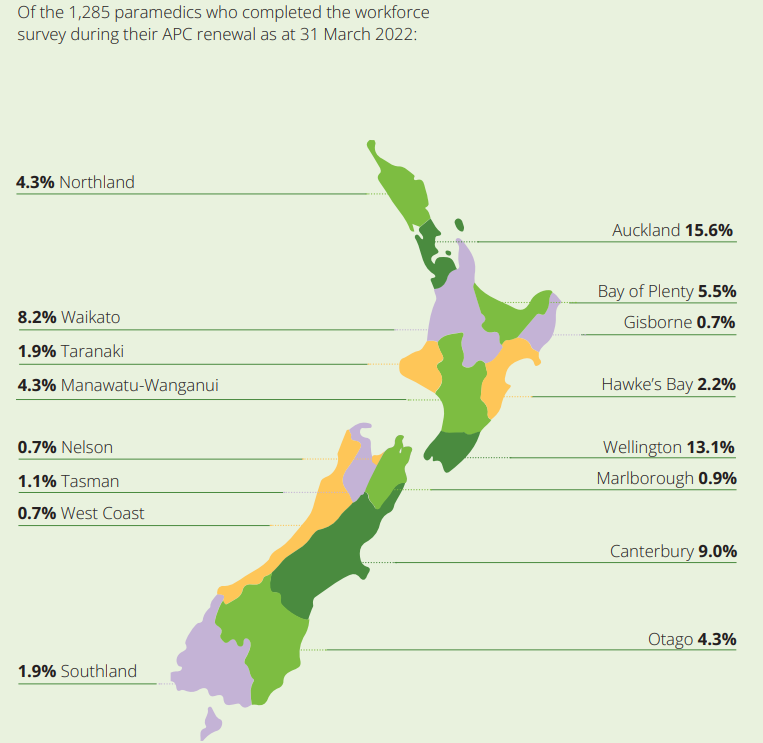 Of the 1,285 paramedics who completed the workforce
survey during their APC renewal as at 31 March 2022:
4.3% Northland
Auckland 15.6%
Bay of Plenty 5.5%
8.2% Waikato
Gisborne 0.7%
1.9% Taranaki
4.3% Manawatu-Wanganui
Hawke’s Bay 2.2%
0.7% Nelson
Wellington 13.1%
1.1% Tasman
Marlborough 0.9%
0.7% West Coast
Canterbury 9.0%
Otago 4.3%
1.9% Southland